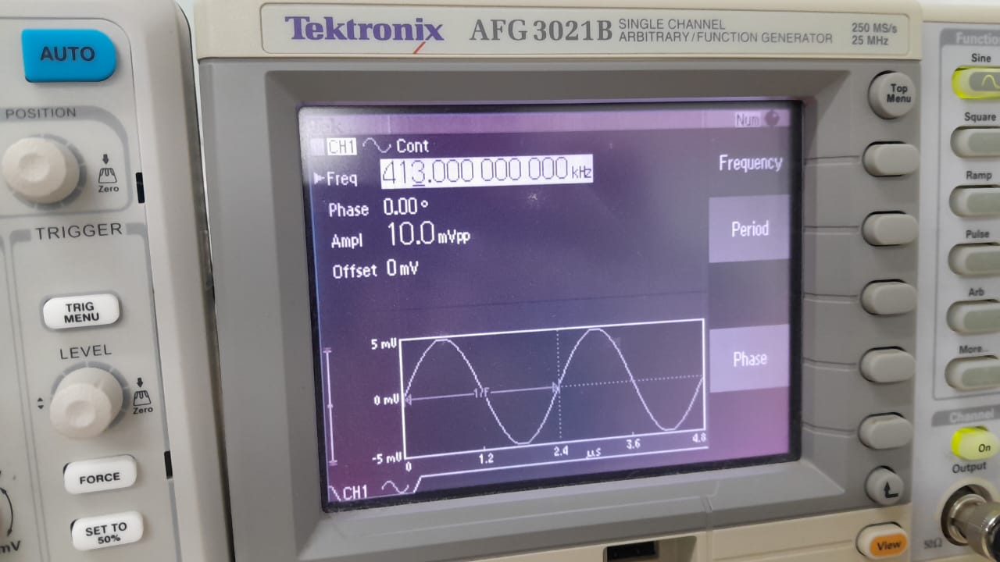 AUTO
POSITION
Zero
TRIGGER
TRIG
MENU
LEVEL
Zero
FORCE
SET TO
50%
mV
Tektronix
AFG 3021B
SINGLE CHANNEL
ARBITRARY/FUNCTION GENERATOR
250 MS/s
25 MHz
Tek
Num
CH1 Cont
Freq 413.000 000 000 kHz
Phase 0.00 °
Ampl 10.0 mVpp
Offset 0 mV
5 mV
0 mV
-5 mV
1/F
0 1.2 2.4 3.6 4.8
µs
CH1
Frequency
Period
Phase
Top
Menu
View
Function
Sine
Square
Ramp
Pulse
Arb
More...
Channel
On
Output
50Ω